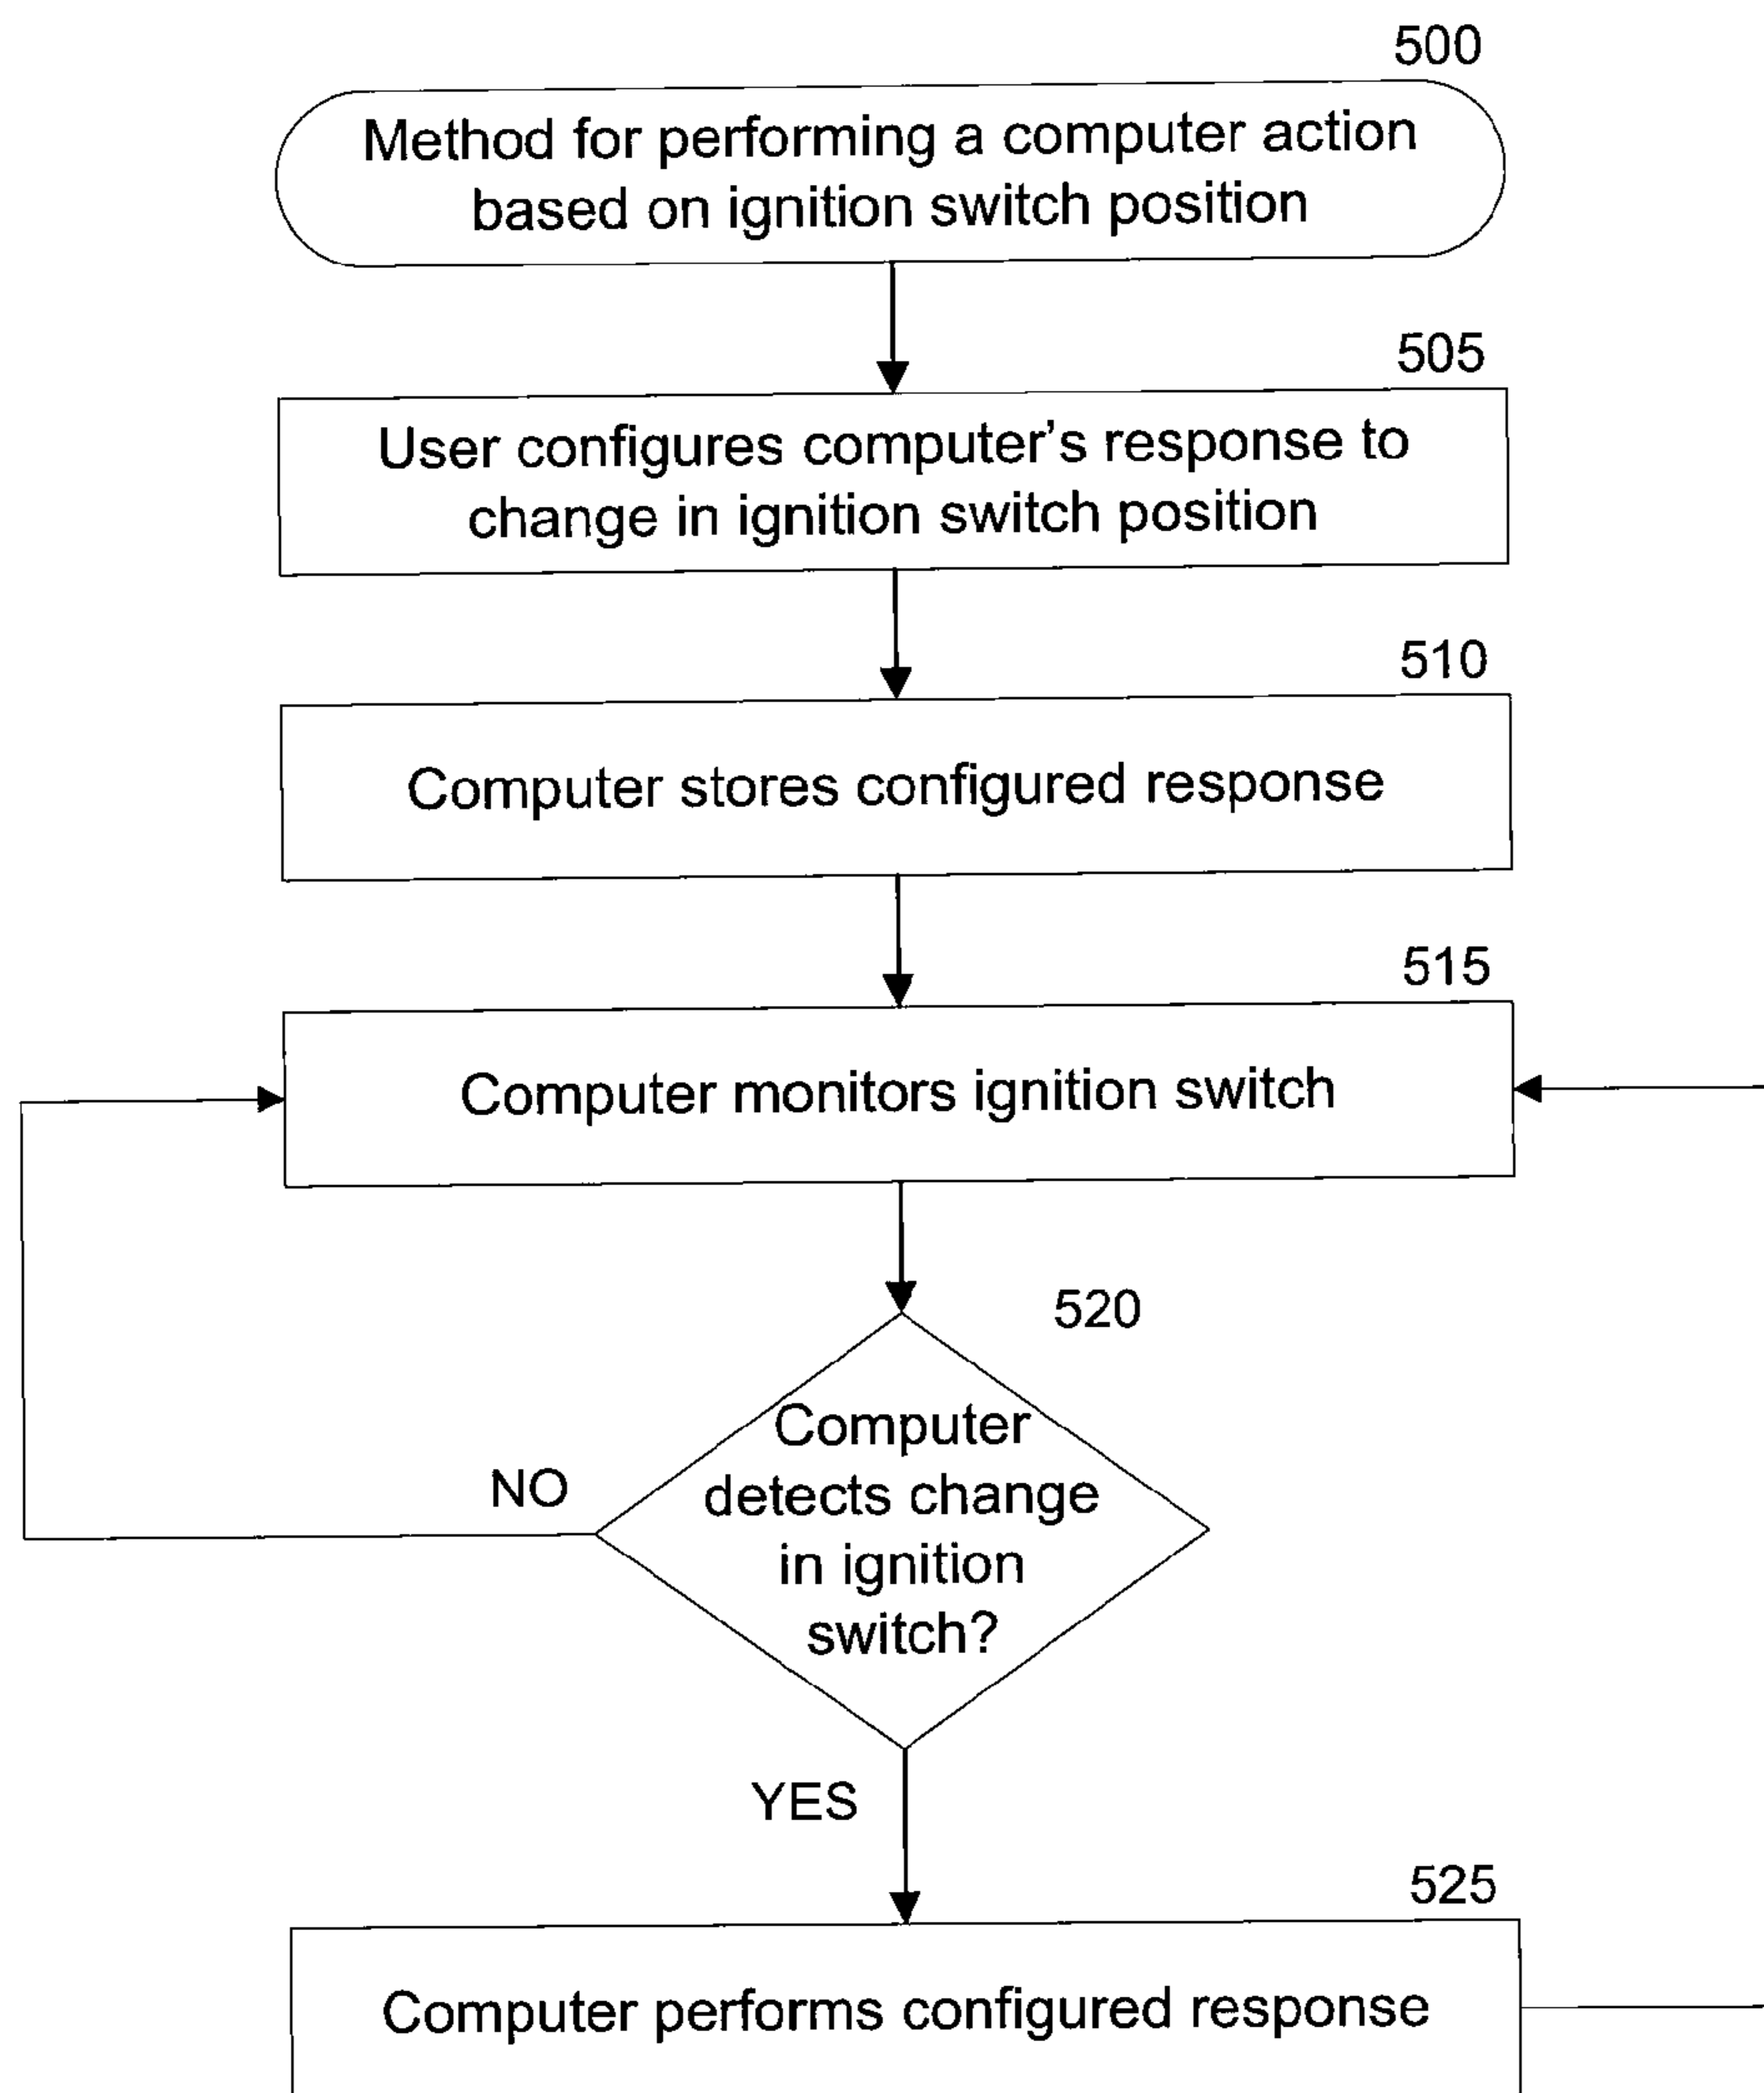 500
Method for performing a computer action
based on ignition switch position
505
User configures computer's response to
change in ignition switch position
510
Computer stores configured response
515
Computer monitors ignition switch
520
Computer
detects change
in ignition
switch?
NO
YES
525
Computer performs configured response